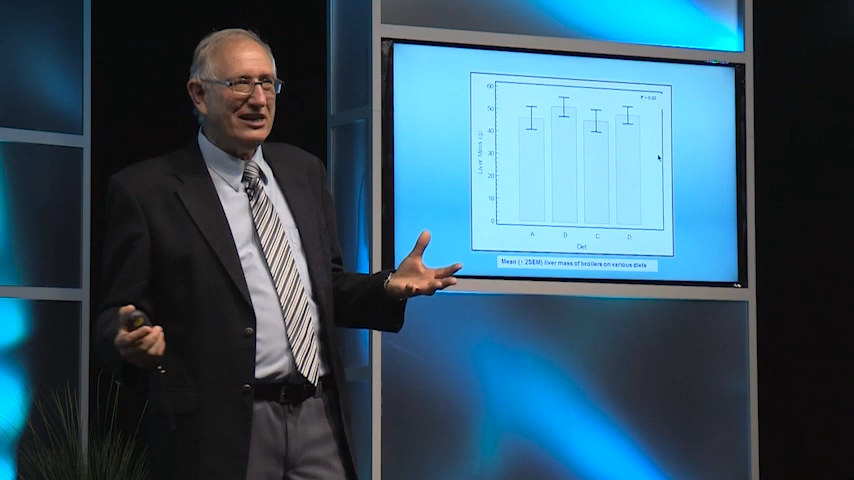 60
50
40
30
20
10
0
Liver Mass (g)
A B C D
Diet
Mean (± 2SEM) liver mass of broilers on various diets